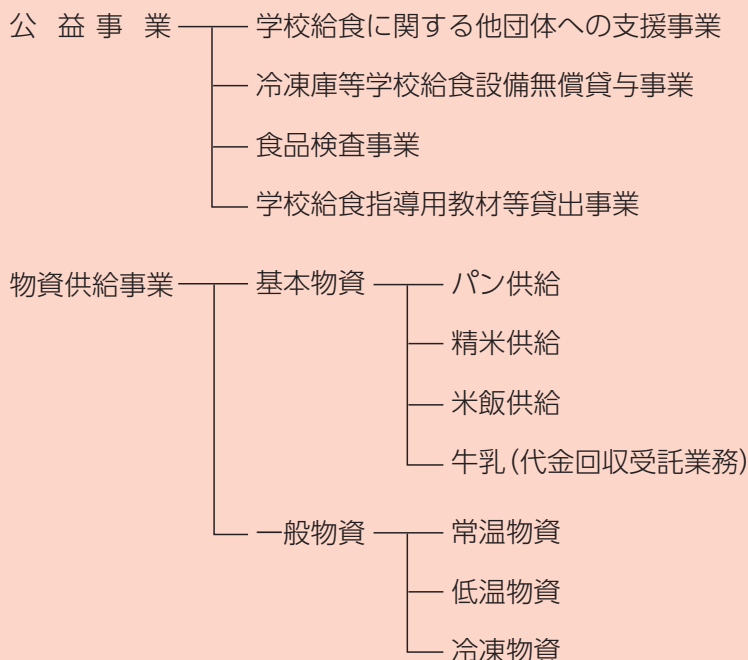 公益事業 学校給食に関する他団体への支援事業
冷凍庫等学校給食設備無償貸与事業
食品検査事業
学校給食指導用教材等貸出事業
物資供給事業 基本物資 パン供給
精米供給
米飯供給
牛乳(代金回収受託業務)
一般物資 常温物資
低温物資
冷凍物資